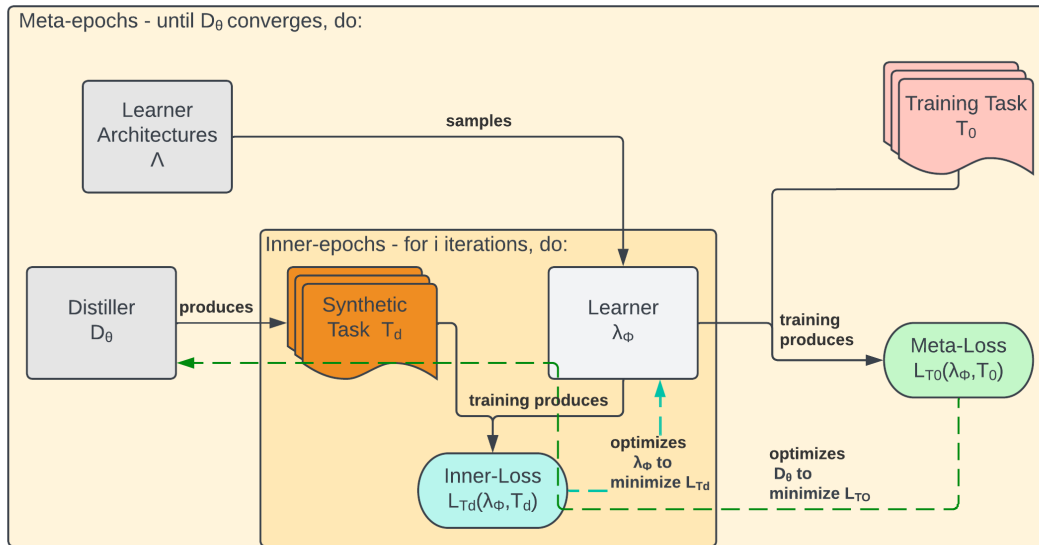 Meta-epochs - until Dθ converges, do:
Learner
Architectures
Λ
samples
Training Task
T₀
Inner-epochs - for i iterations, do:
Distiller
Dθ
produces
Synthetic
Task Td
Learner
λΦ
training
produces
Meta-Loss
LT0(λΦ,T₀)
training produces
Inner-Loss
LTd(λΦ,Td)
optimizes
λΦ to
minimize LTd
optimizes
Dθ to
minimize LTO